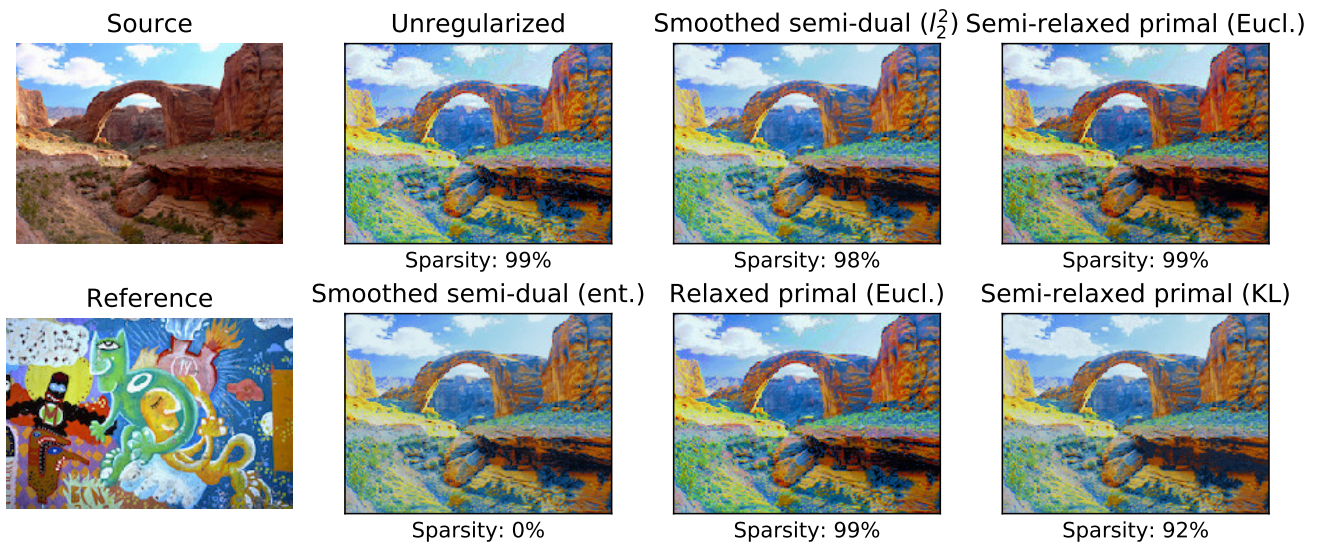 Source
Unregularized
Smoothed semi-dual (l₂²)
Semi-relaxed primal (Eucl.)
Sparsity: 99%
Sparsity: 98%
Sparsity: 99%
Reference
Smoothed semi-dual (ent.)
Relaxed primal (Eucl.)
Semi-relaxed primal (KL)
M
Sparsity: 0%
Sparsity: 99%
Sparsity: 92%